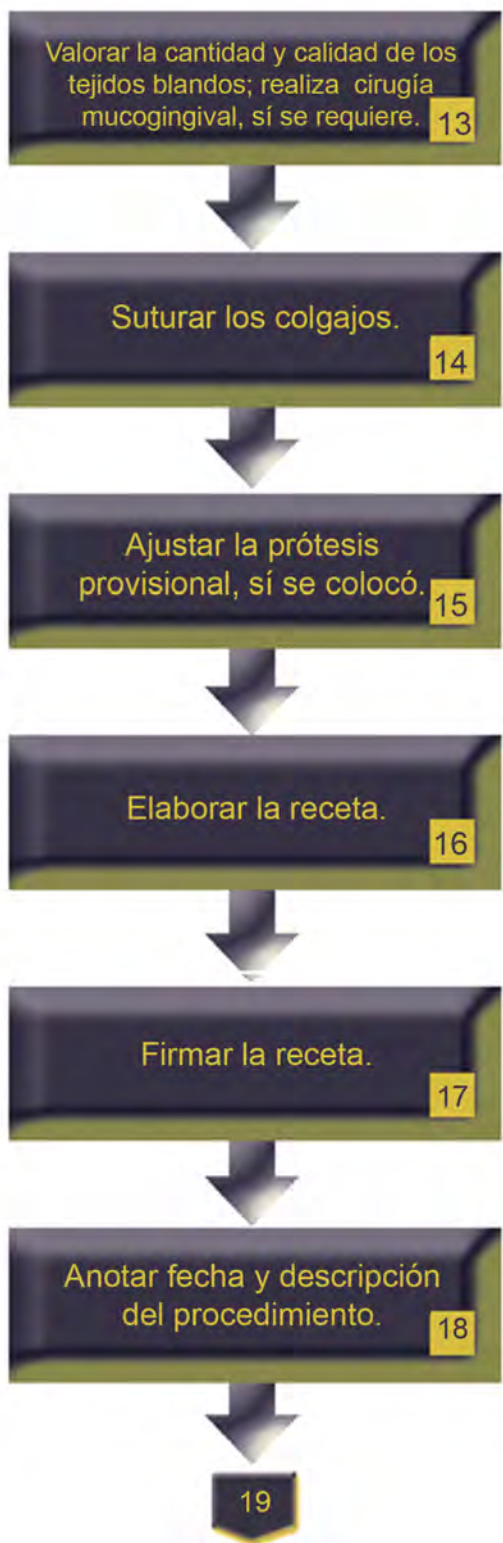 Valorar la cantidad y calidad de los
tejidos blandos; realiza cirugía
mucogingival, sí se requiere.
13
Suturar los colgajos.
14
Ajustar la prótesis
provisional, sí se colocó.
15
Elaborar la receta.
16
Firmar la receta.
17
Anotar fecha y descripción
del procedimiento.
18
19